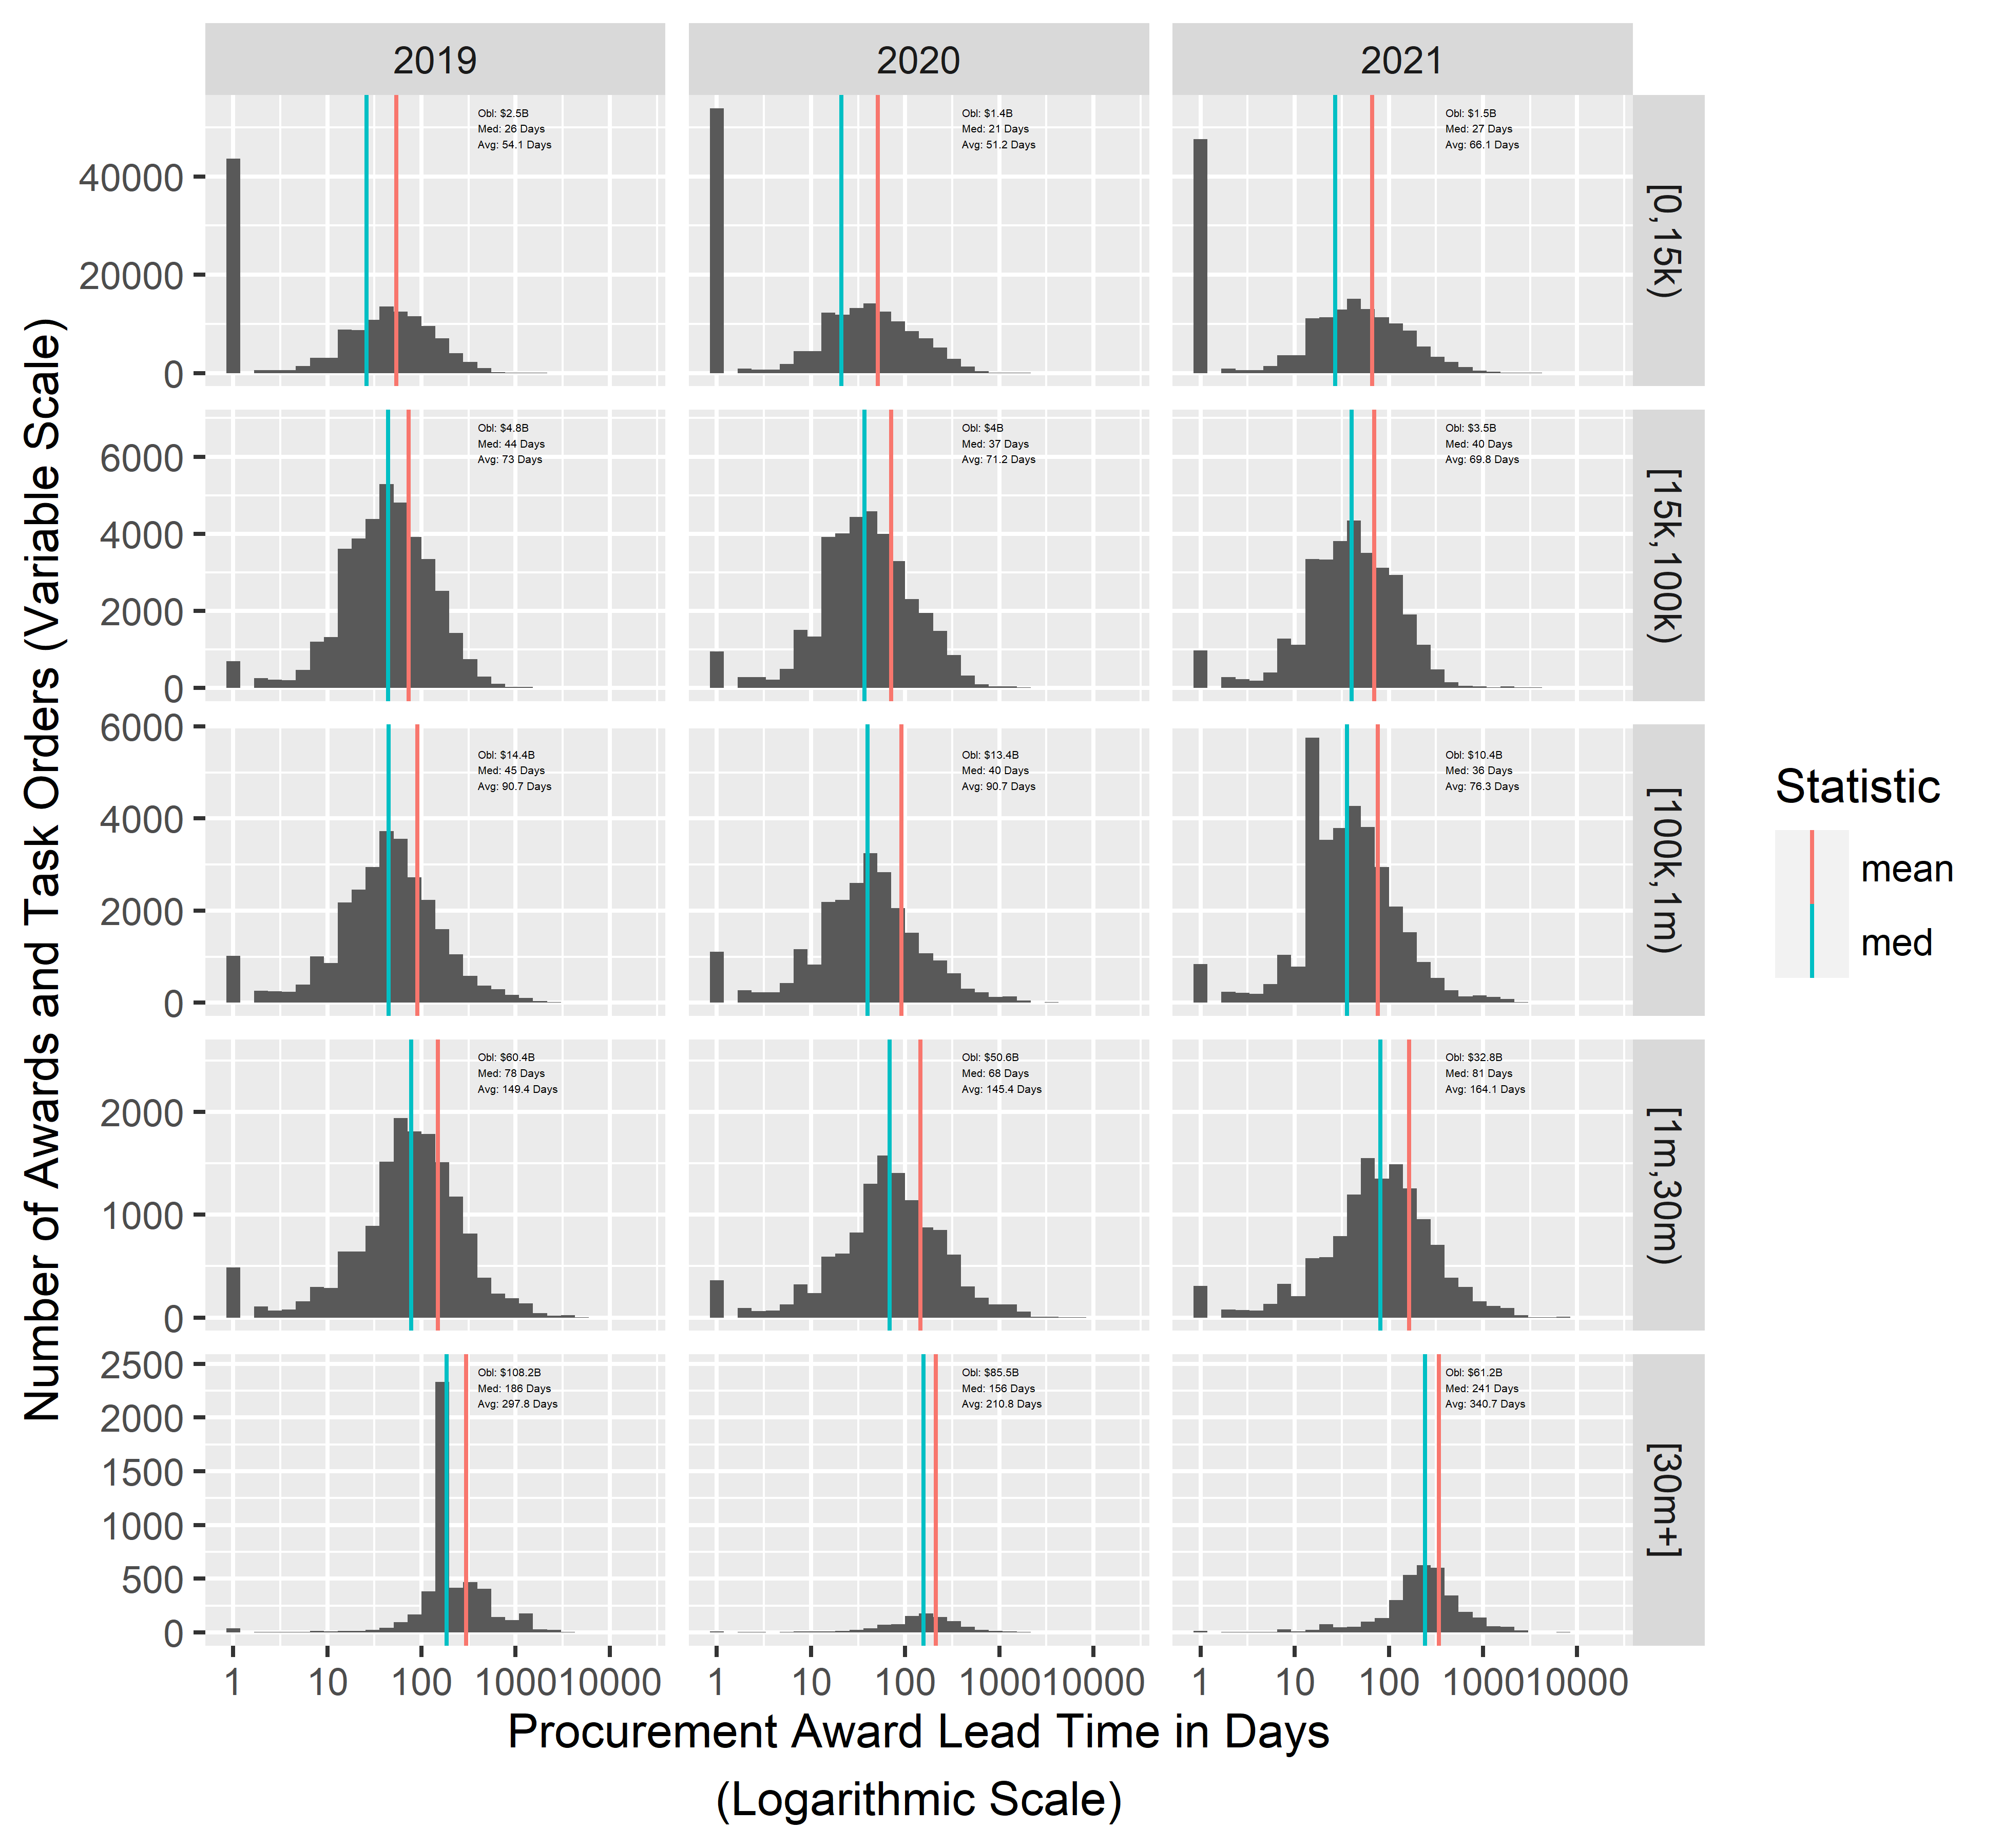 2019
2020
2021
Number of Awards and Task Orders (Variable Scale)
40000
20000
0
Obl: $2.5B
Med: 26 Days
Avg: 54.1 Days
Obl: $1.4B
Med: 21 Days
Avg: 51.2 Days
Obl: $1.5B
Med: 27 Days
Avg: 66.1 Days
[0,15k)
6000
4000
2000
0
Obl: $4.8B
Med: 44 Days
Avg: 73 Days
Obl: $4B
Med: 37 Days
Avg: 71.2 Days
Obl: $3.5B
Med: 40 Days
Avg: 69.8 Days
[15k,100k)
6000
4000
2000
0
Obl: $14.4B
Med: 45 Days
Avg: 90.7 Days
Obl: $13.4B
Med: 40 Days
Avg: 90.7 Days
Obl: $10.4B
Med: 36 Days
Avg: 76.3 Days
[100k,1m)
2000
1000
0
Obl: $60.4B
Med: 78 Days
Avg: 149.4 Days
Obl: $50.6B
Med: 68 Days
Avg: 145.4 Days
Obl: $32.8B
Med: 81 Days
Avg: 164.1 Days
[1m,30m)
2500
2000
1500
1000
500
0
Obl: $108.2B
Med: 186 Days
Avg: 297.8 Days
Obl: $85.5B
Med: 156 Days
Avg: 210.8 Days
Obl: $61.2B
Med: 241 Days
Avg: 340.7 Days
[30m+]
1 10 100 1000 10000
1 10 100 1000 10000
1 10 100 1000 10000
Procurement Award Lead Time in Days
(Logarithmic Scale)
Statistic
mean
med